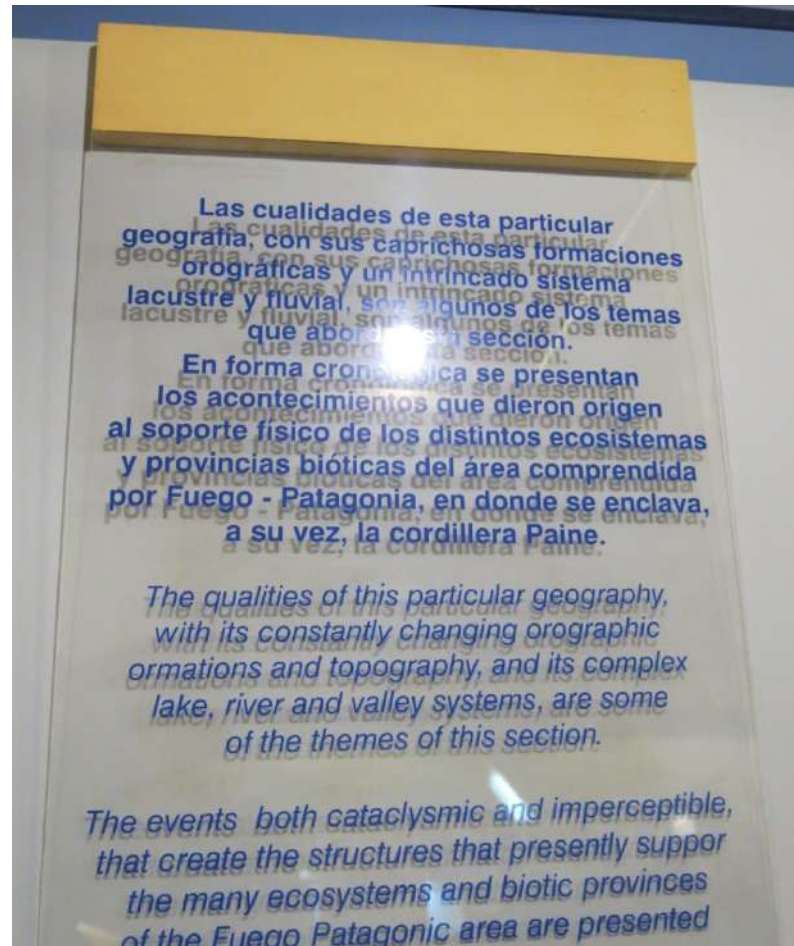 Las cualidades de esta particular
geografía, con sus caprichosas formaciones
orográficas y un intrincado sistema
lacustre y fluvial, son algunos de los temas
que aborda esta sección.
En forma cronológica se presentan
los acontecimientos que dieron origen
al soporte físico de los distintos ecosistemas
y provincias bióticas del área comprendida
por Fuego - Patagonia, en donde se enclava,
a su vez, la cordillera Paine.
The qualities of this particular geography,
with its constantly changing orographic
ormations and topography, and its complex
lake, river and valley systems, are some
of the themes of this section.
The events both cataclysmic and imperceptible,
that create the structures that presently suppor
the many ecosystems and biotic provinces
of the Fuego Patagonic area are presented